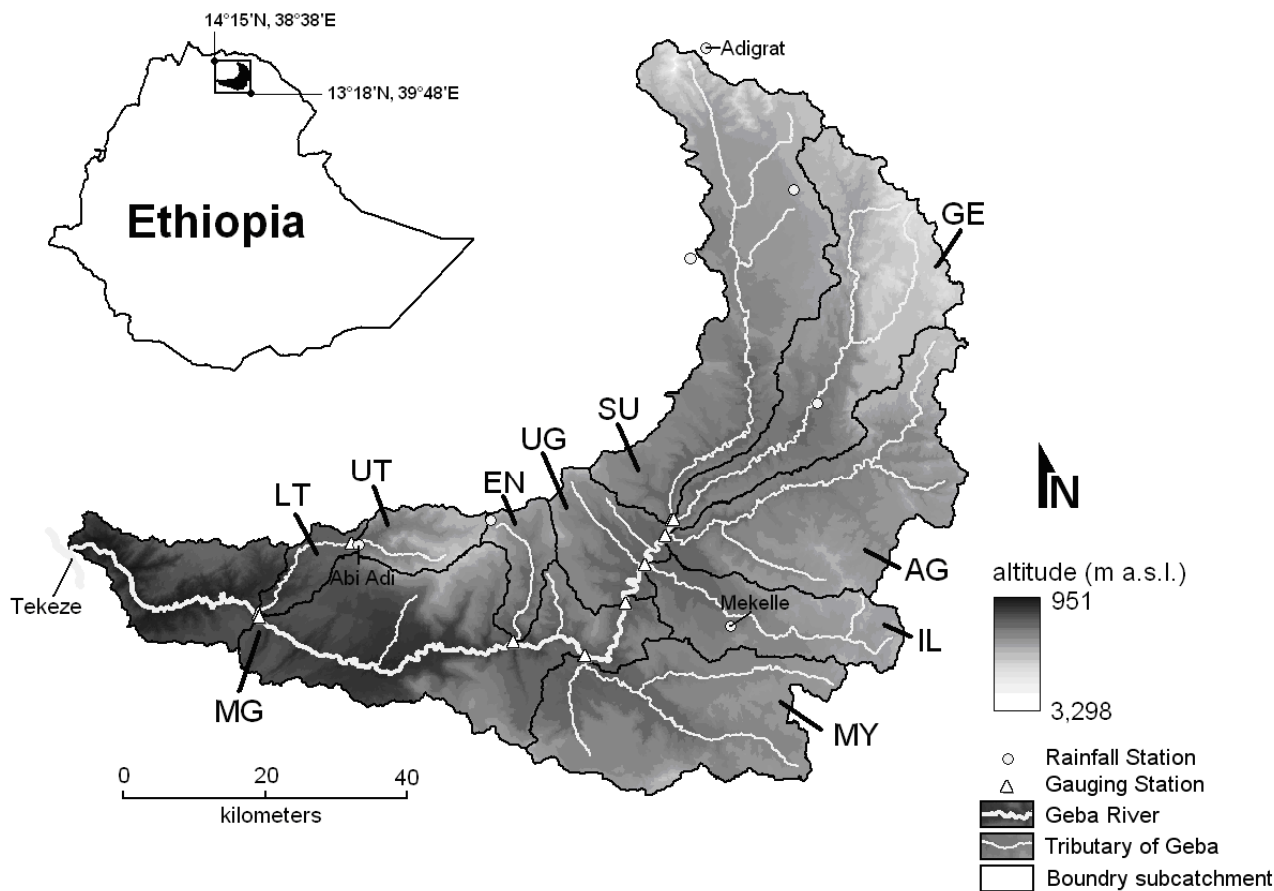 14°15'N, 38°38'E
13°18'N, 39°48'E
Ethiopia
Adigrat
GE
SU
UG
EN
UT
LT
N
Abi Adi
Tekeze
Mekelle
AG
IL
MG
MY
altitude (m a.s.l.)
951
3,298
0 20 40
kilometers
Rainfall Station
Gauging Station
Geba River
Tributary of Geba
Boundry subcatchment